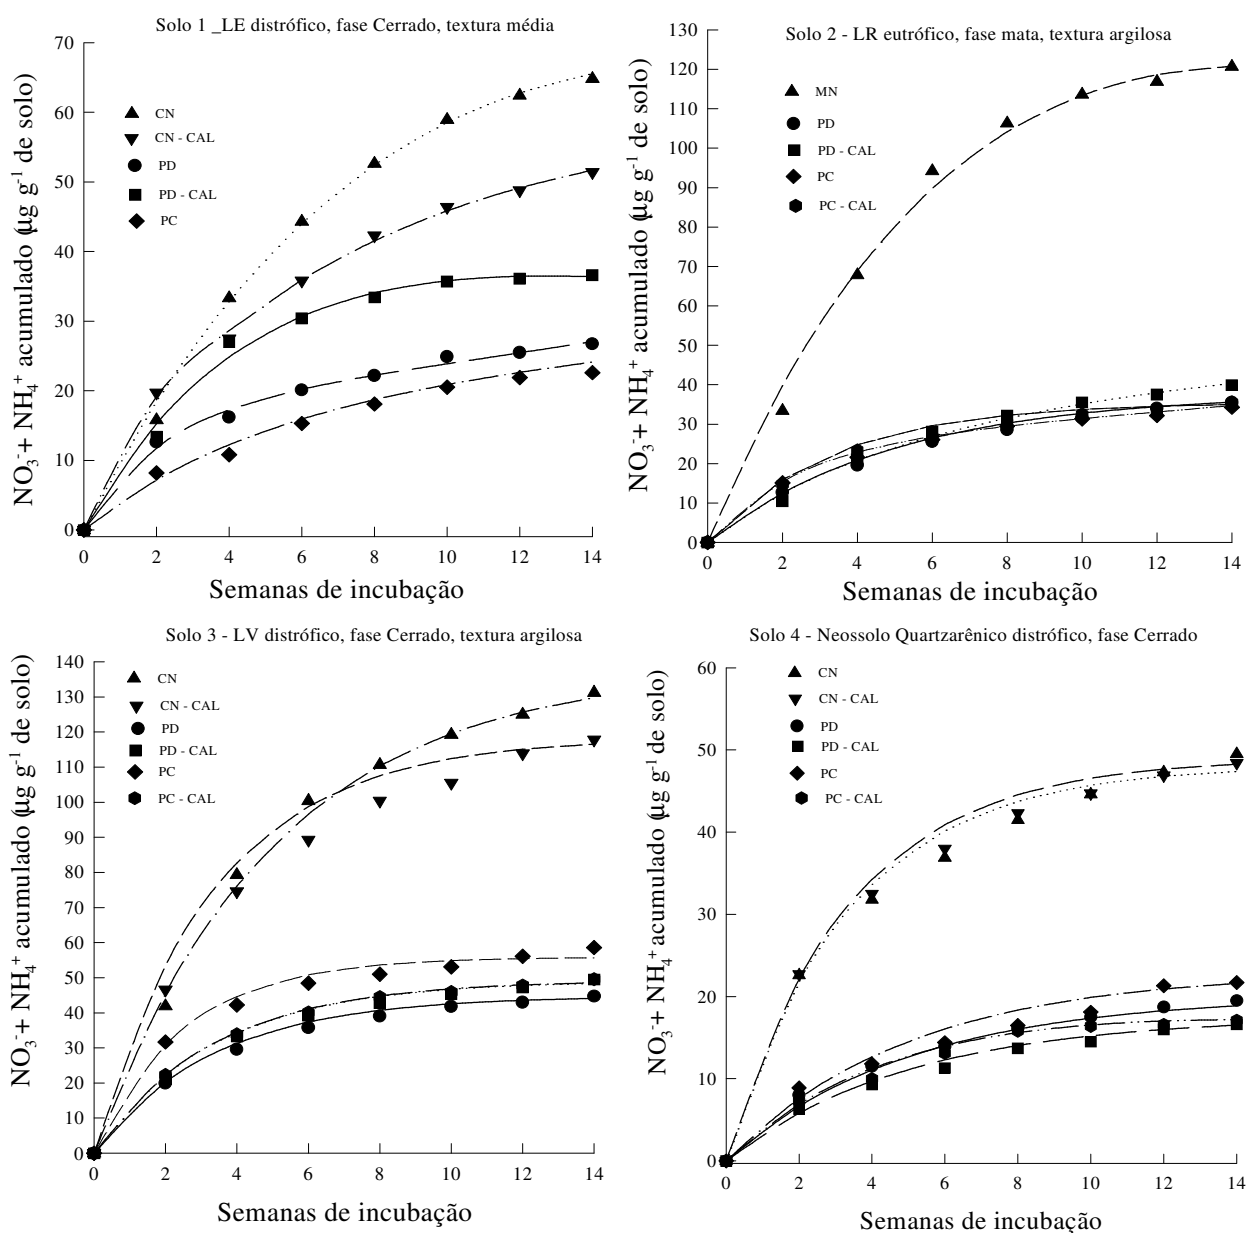 Solo 1 _LE distrófico, fase Cerrado, textura média
NO₃⁻+ NH₄⁺ acumulado (µg g⁻¹ de solo)
70
60
50
40
30
20
10
0
CN
CN - CAL
PD
PD - CAL
PC
0 2 4 6 8 10 12 14
Semanas de incubação
Solo 2 - LR eutrófico, fase mata, textura argilosa
NO₃⁻+ NH₄⁺ acumulado (µg g⁻¹ de solo)
130
120
110
100
90
80
70
60
50
40
30
20
10
0
MN
PD
PD - CAL
PC
PC - CAL
0 2 4 6 8 10 12 14
Semanas de incubação
Solo 3 - LV distrófico, fase Cerrado, textura argilosa
NO₃⁻+ NH₄⁺ acumulado (µg g⁻¹ de solo)
140
130
120
110
100
90
80
70
60
50
40
30
20
10
0
CN
CN - CAL
PD
PD - CAL
PC
PC - CAL
0 2 4 6 8 10 12 14
Semanas de incubação
Solo 4 - Neossolo Quartzarênico distrófico, fase Cerrado
NO₃⁻+ NH₄⁺ acumulado (µg g⁻¹ de solo)
60
50
40
30
20
10
0
CN
CN - CAL
PD
PD - CAL
PC
PC - CAL
0 2 4 6 8 10 12 14
Semanas de incubação